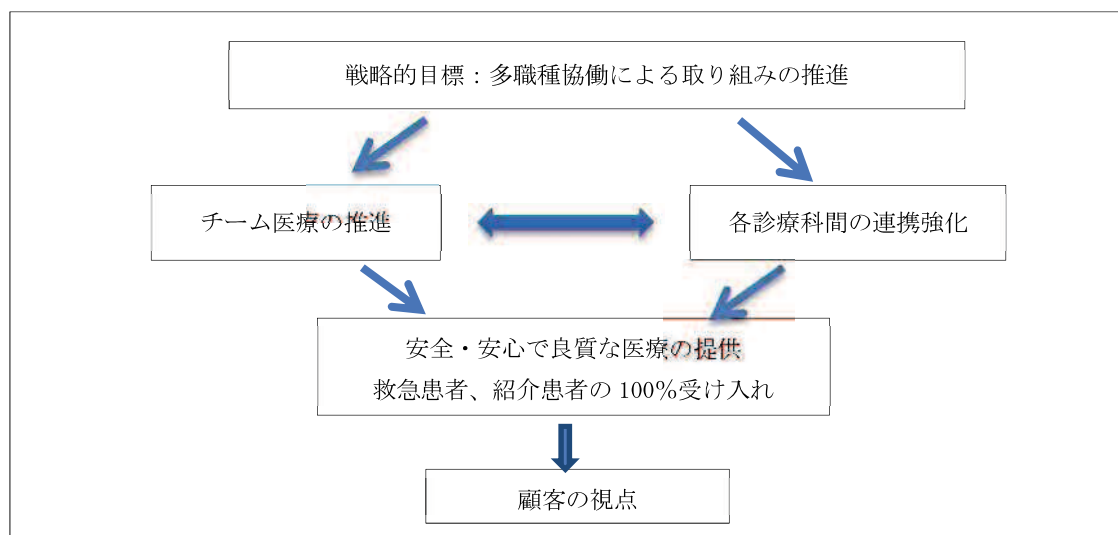 戦略的目標：多職種協働による取り組みの推進
チーム医療の推進
各診療科間の連携強化
安全・安心で良質な医療の提供
救急患者、紹介患者の 100％受け入れ
顧客の視点